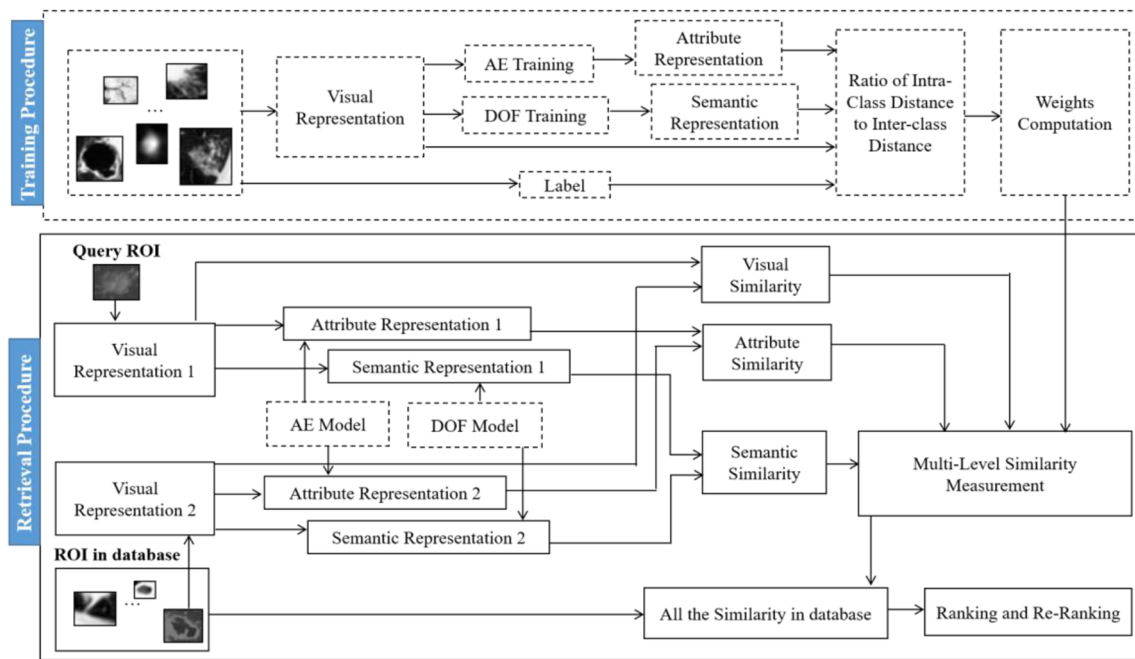 Training Procedure
...
Visual
Representation
AE Training
Attribute
Representation
DOF Training
Semantic
Representation
Label
Ratio of Intra-
Class Distance
to Inter-class
Distance
Weights
Computation
Retrieval Procedure
Query ROI
Visual
Representation 1
Attribute Representation 1
Semantic Representation 1
AE Model
DOF Model
Visual
Representation 2
Attribute Representation 2
Semantic Representation 2
ROI in database
...
Visual
Similarity
Attribute
Similarity
Semantic
Similarity
Multi-Level Similarity
Measurement
All the Similarity in database
Ranking and Re-Ranking